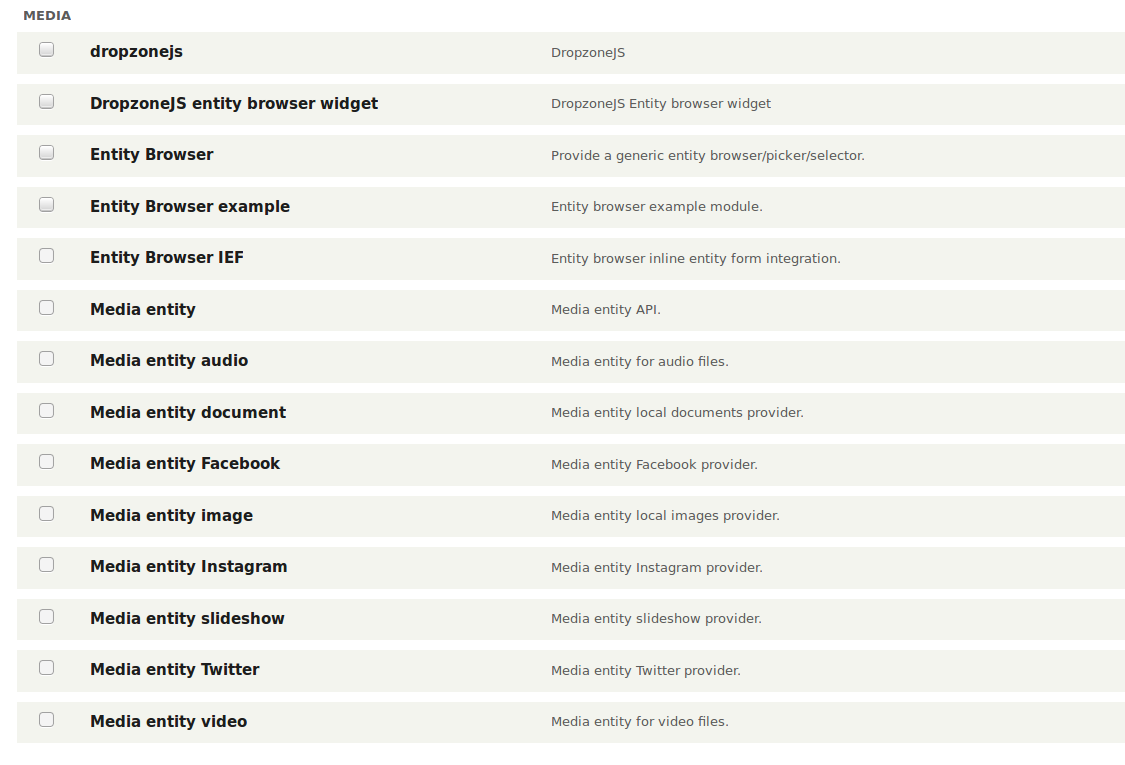 MEDIA
dropzonejs DropzoneJS
DropzoneJS entity browser widget DropzoneJS Entity browser widget
Entity Browser Provide a generic entity browser/picker/selector.
Entity Browser example Entity browser example module.
Entity Browser IEF Entity browser inline entity form integration.
Media entity Media entity API.
Media entity audio Media entity for audio files.
Media entity document Media entity local documents provider.
Media entity Facebook Media entity Facebook provider.
Media entity image Media entity local images provider.
Media entity Instagram Media entity Instagram provider.
Media entity slideshow Media entity slideshow provider.
Media entity Twitter Media entity Twitter provider.
Media entity video Media entity for video files.